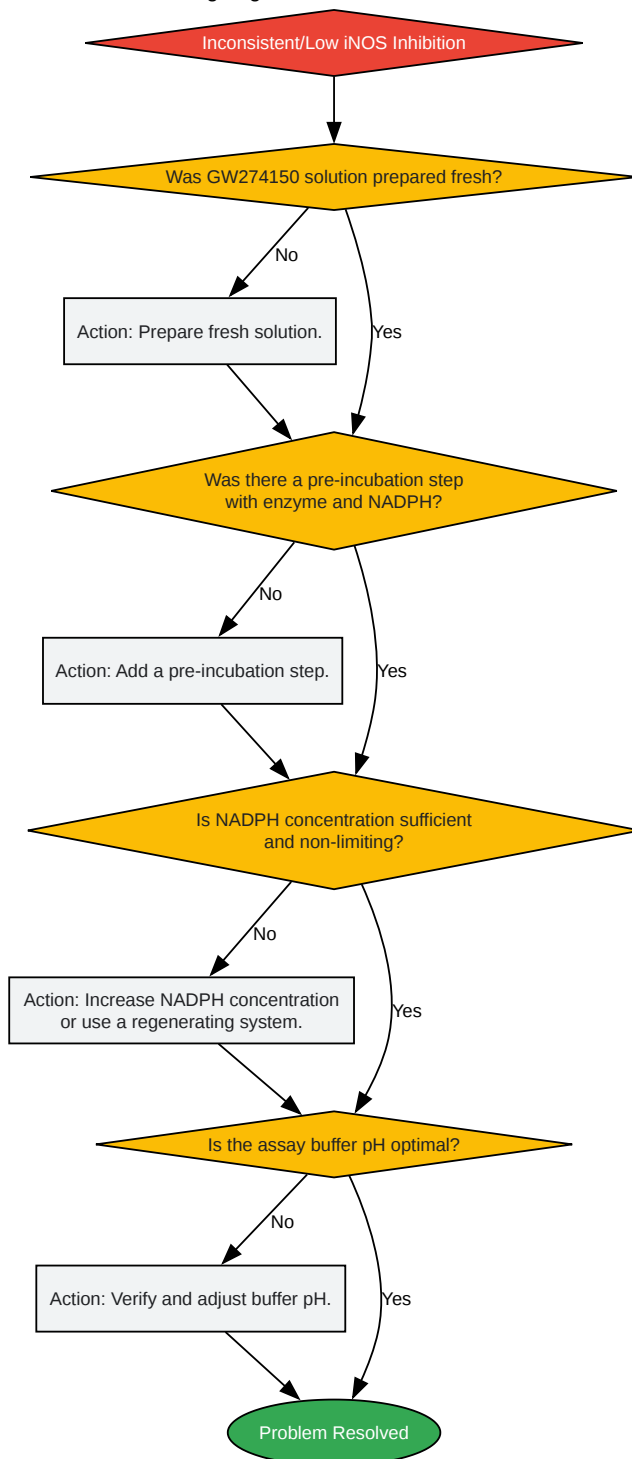 Inconsistent/Low iNOS Inhibition
Was GW274150 solution prepared fresh?
No
Action: Prepare fresh solution.
Yes
Was there a pre-incubation step
with enzyme and NADPH?
No
Action: Add a pre-incubation step.
Yes
Is NADPH concentration sufficient
and non-limiting?
No
Action: Increase NADPH concentration
or use a regenerating system.
Yes
Is the assay buffer pH optimal?
No
Action: Verify and adjust buffer pH.
Yes
Problem Resolved